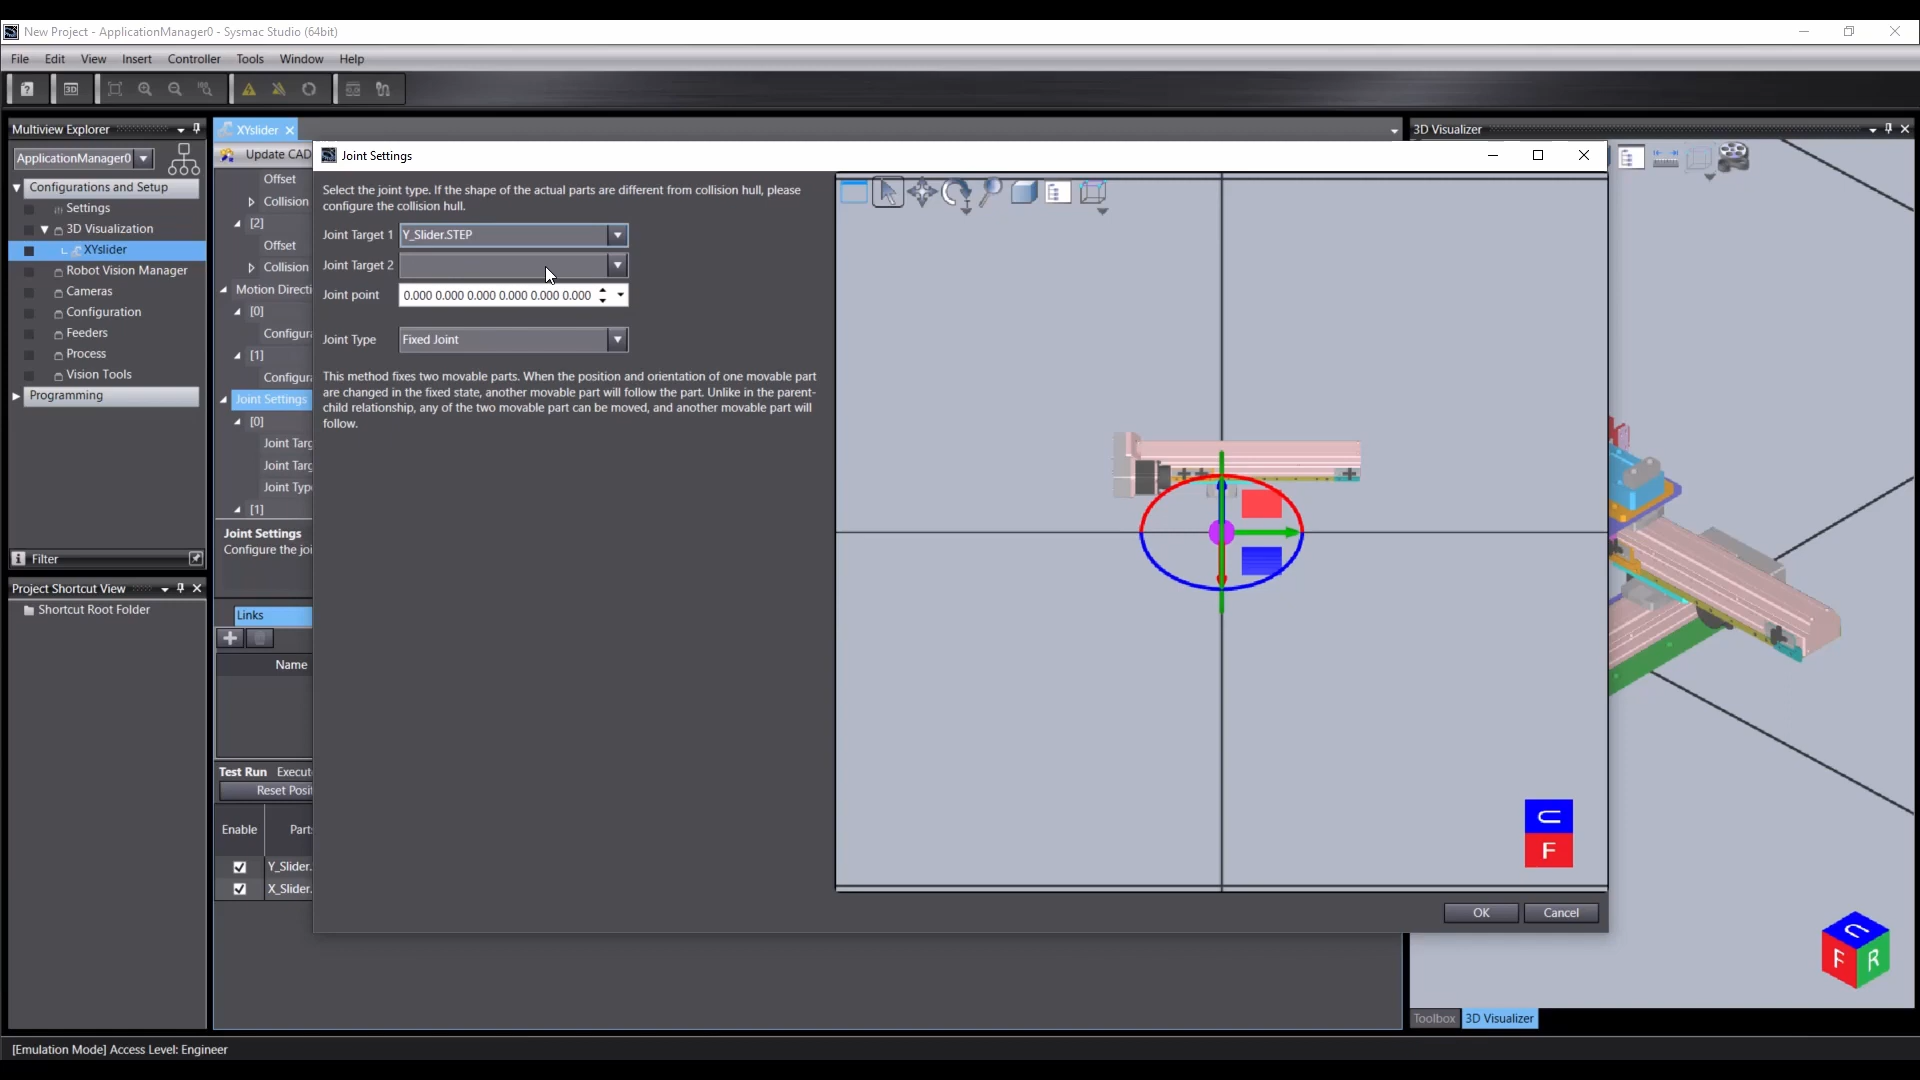 New Project - ApplicationManager0 - Sysmac Studio (64bit)
File Edit View Insert Controller Tools Window Help
3D
Multiview Explorer
ApplicationManager0
Configurations and Setup
Settings
3D Visualization
XYslider
Robot Vision Manager
Cameras
Configuration
Feeders
Process
Vision Tools
Programming
Filter
Project Shortcut View
Shortcut Root Folder
XYslider
Update CAD
Offset
Collision
[2]
Offset
Collision
Motion Directi
[0]
Configura
[1]
Configura
Joint Settings
[0]
Joint Targ
Joint Targ
Joint Typ
[1]
Joint Settings
Configure the joi
Links
Name
Test Run Execut
Reset Posit
Enable Parts
Y_Slider.
X_Slider.
Joint Settings
Select the joint type. If the shape of the actual parts are different from collision hull, please
configure the collision hull.
Joint Target 1 Y_Slider.STEP
Joint Target 2
Joint point 0.000 0.000 0.000 0.000 0.000 0.000
Joint Type Fixed Joint
This method fixes two movable parts. When the position and orientation of one movable part
are changed in the fixed state, another movable part will follow the part. Unlike in the parent-
child relationship, any of the two movable part can be moved, and another movable part will
follow.
U
F
OK Cancel
3D Visualizer
U
F R
Toolbox 3D Visualizer
[Emulation Mode] Access Level: Engineer